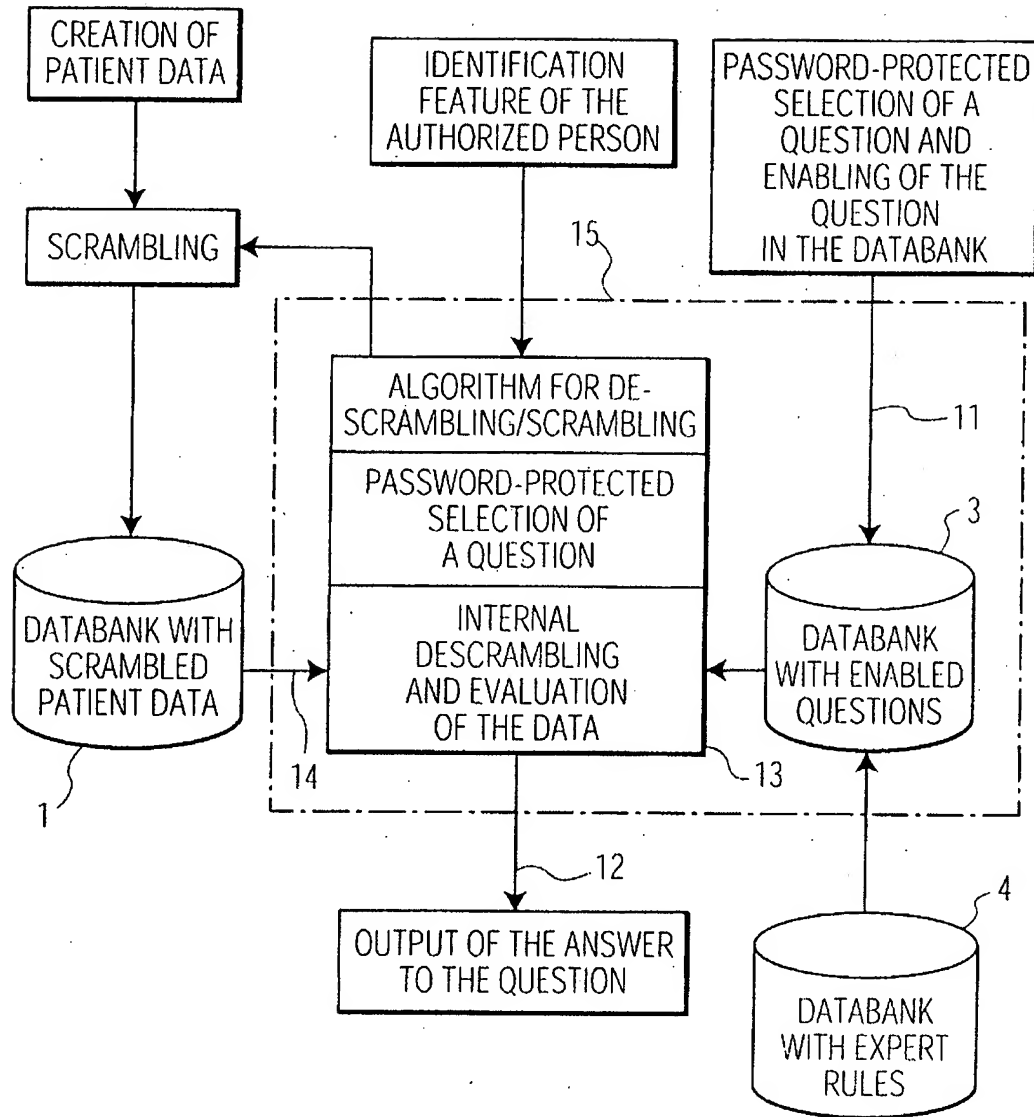 CREATION OF
PATIENT DATA
IDENTIFICATION
FEATURE OF THE
AUTHORIZED PERSON
PASSWORD-PROTECTED
SELECTION OF A
QUESTION AND
ENABLING OF THE
QUESTION
IN THE DATABANK
SCRAMBLING
15
ALGORITHM FOR DE-
SCRAMBLING/SCRAMBLING
11
PASSWORD-PROTECTED
SELECTION OF
A QUESTION
3
DATABANK WITH
SCRAMBLED
PATIENT DATA
INTERNAL
DESCRAMBLING
AND EVALUATION
OF THE DATA
DATABANK
WITH ENABLED
QUESTIONS
14
13
1
12
4
OUTPUT OF THE ANSWER
TO THE QUESTION
DATABANK
WITH EXPERT
RULES